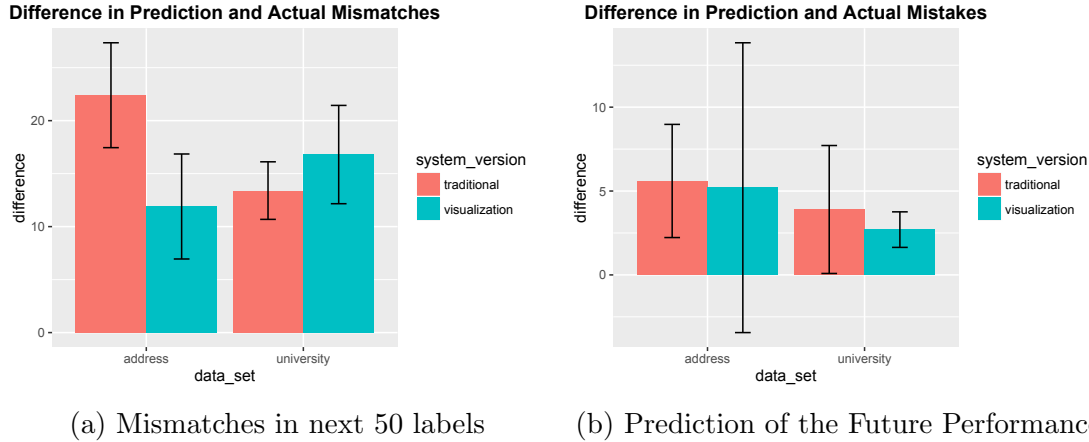 Difference in Prediction and Actual Mismatches
20
10
0
difference
address
university
data_set
system_version
traditional
visualization
(a) Mismatches in next 50 labels
Difference in Prediction and Actual Mistakes
10
5
0
difference
address
university
data_set
system_version
traditional
visualization
(b) Prediction of the Future Performanc